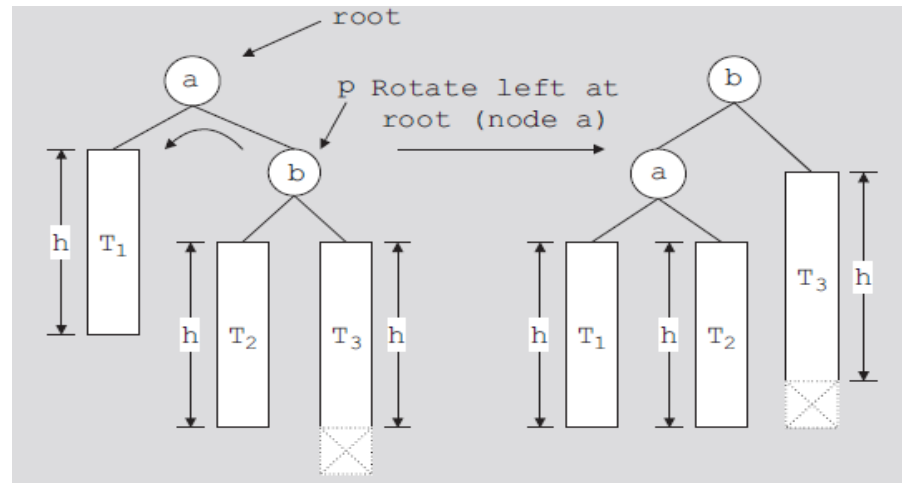 root
a
p Rotate left at
root (node a)
b
b
a
h
T₁
h
T₂
T₃
h
h
T₁
h
T₂
T₃
h